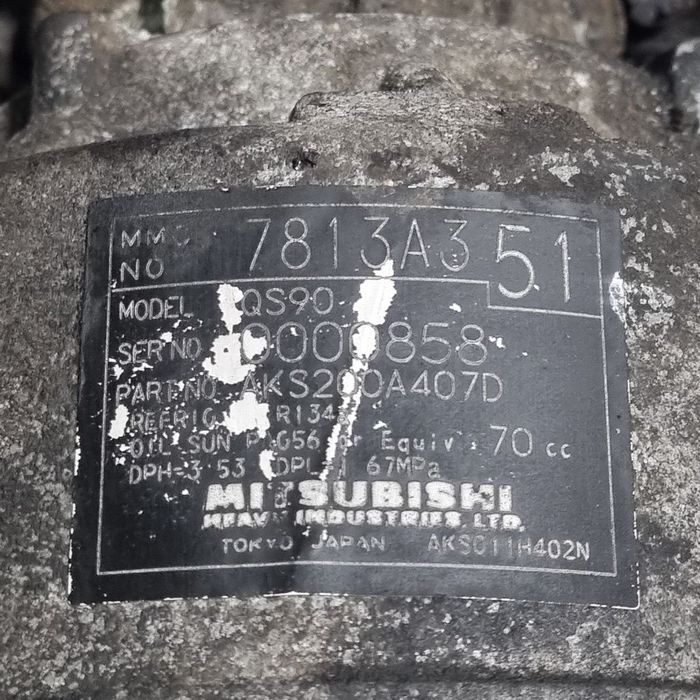 MMC NO 7813A351
MODEL QS90
SER NO 0000858
PART NO AKS200A407D
REFRIG R134
OIL SUN PAG56 or Equiv 70 cc
DPH=3 53 DPL=1 67MPa
MITSUBISHI
HEAVY INDUSTRIES, LTD.
TOKYO JAPAN AKS011H402N